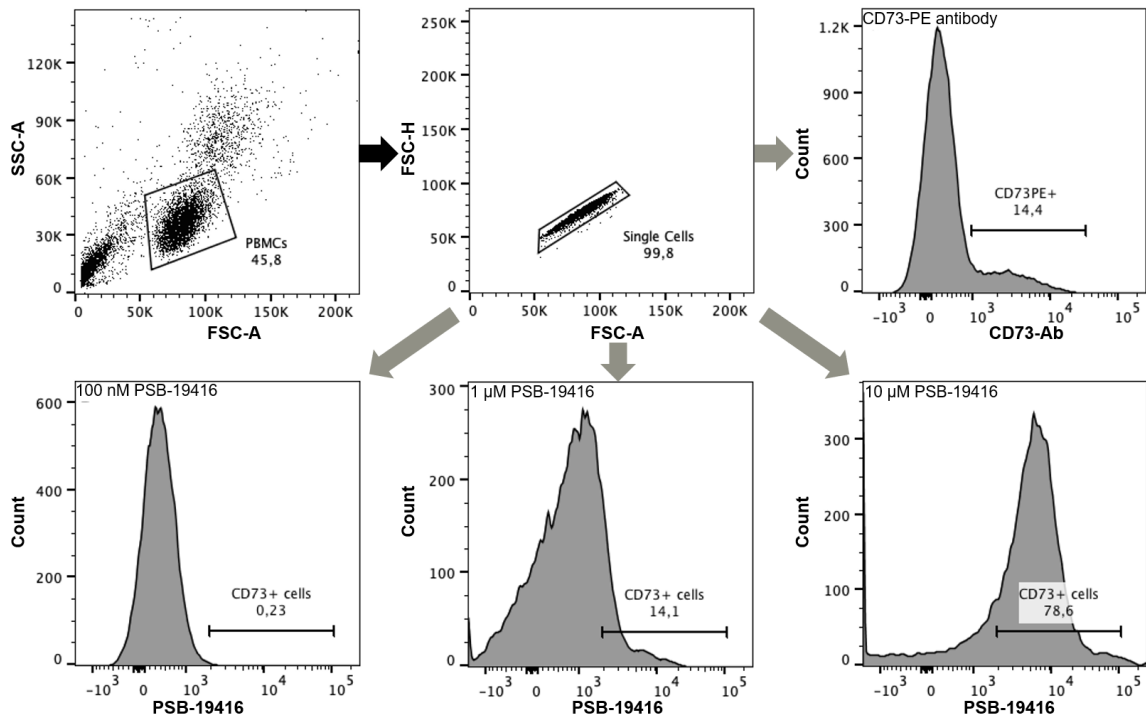 SSC-A
120K
90K
60K
30K
0
PBMCs
45,8
0 50K 100K 150K 200K
FSC-A
FSC-H
250K
200K
150K
100K
50K
0
Single Cells
99,8
0 50K 100K 150K 200K
FSC-A
CD73-PE antibody
Count
1.2K
900
600
300
0
CD73PE+
14,4
-10³ 0 10³ 10⁴ 10⁵
CD73-Ab
100 nM PSB-19416
Count
600
400
200
0
CD73+ cells
0,23
-10³ 0 10³ 10⁴ 10⁵
PSB-19416
1 µM PSB-19416
Count
300
200
100
0
CD73+ cells
14,1
-10³ 0 10³ 10⁴ 10⁵
PSB-19416
10 µM PSB-19416
Count
300
200
100
0
CD73+ cells
78,6
-10³ 0 10³ 10⁴ 10⁵
PSB-19416